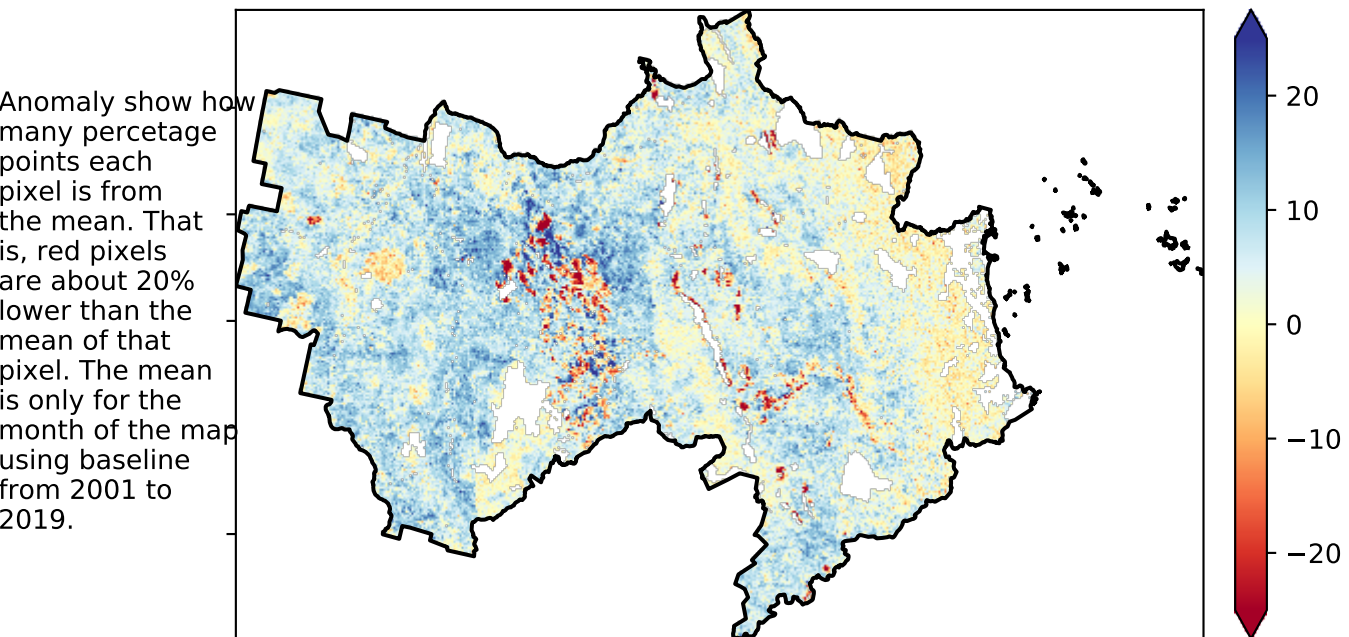 Anomaly show how
many percetage
points each
pixel is from
the mean. That
is, red pixels
are about 20%
lower than the
mean of that
pixel. The mean
is only for the
month of the map
using baseline
from 2001 to
2019.
20
10
0
−10
−20